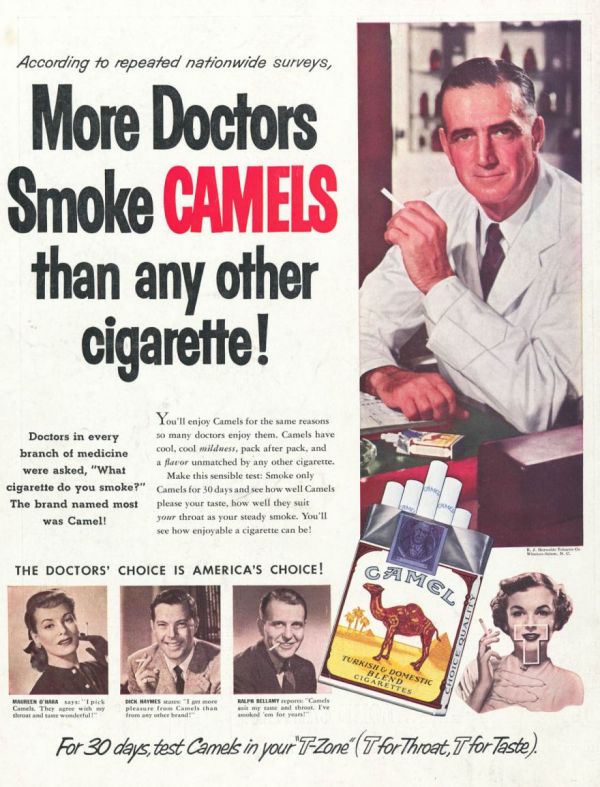 According to repeated nationwide surveys,
More Doctors
Smoke CAMELS
than any other
cigarette!
Doctors in every
branch of medicine
were asked, "What
cigarette do you smoke?"
The brand named most
was Camel!
You'll enjoy Camels for the same reasons
so many doctors enjoy them. Camels have
cool, cool mildness, pack after pack, and
a flavor unmatched by any other cigarette.
Make this sensible test: Smoke only
Camels for 30 days and see how well Camels
please your taste, how well they suit
your throat as your steady smoke. You'll
see how enjoyable a cigarette can be!
R. J. Reynolds Tobacco Co.
Winston-Salem, N. C.
THE DOCTORS' CHOICE IS AMERICA'S CHOICE!
MAUREEN O'HARA says: "I pick
Camels. They agree with my
throat and taste wonderful!"
DICK HAYMES states: "I get more
pleasure from Camels than
from any other brand!"
RALPH BELLAMY reports: "Camels
suit my taste and throat. I've
smoked 'em for years!"
CAMEL
CAMEL
TURKISH & DOMESTIC
BLEND
CIGARETTES
CHOICE QUALITY
T
For 30 days, test Camels in your "T-Zone" (T for Throat, T for Taste).